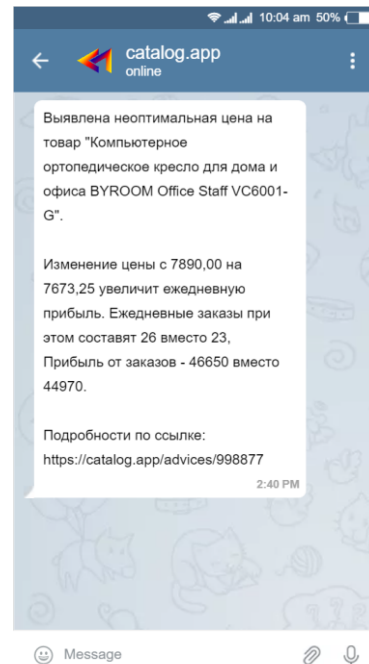 10:04 am 50%
catalog.app
online
Выявлена неоптимальная цена на
товар "Компьютерное
ортопедическое кресло для дома и
офиса BYROOM Office Staff VC6001-
G".
Изменение цены с 7890,00 на
7673,25 увеличит ежедневную
прибыль. Ежедневные заказы при
этом составят 26 вместо 23,
Прибыль от заказов - 46650 вместо
44970.
Подробности по ссылке:
https://catalog.app/advices/998877
2:40 PM
Message